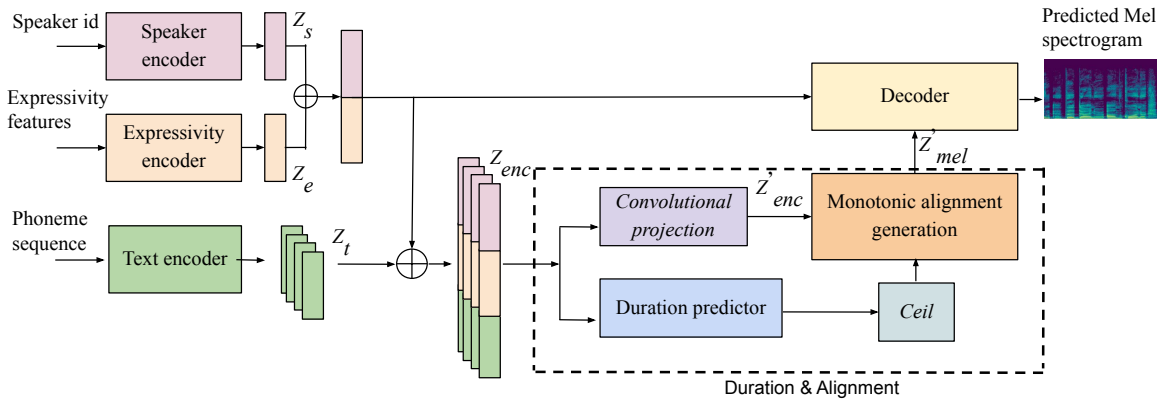 Speaker id
Speaker
encoder
Z_s
Predicted Mel
spectrogram
Expressivity
features
Expressivity
encoder
Z_e
Decoder
Z'_mel
Phoneme
sequence
Text encoder
Z_t
Z_enc
Convolutional
projection
Z'_enc
Monotonic alignment
generation
Duration predictor
Ceil
Duration & Alignment